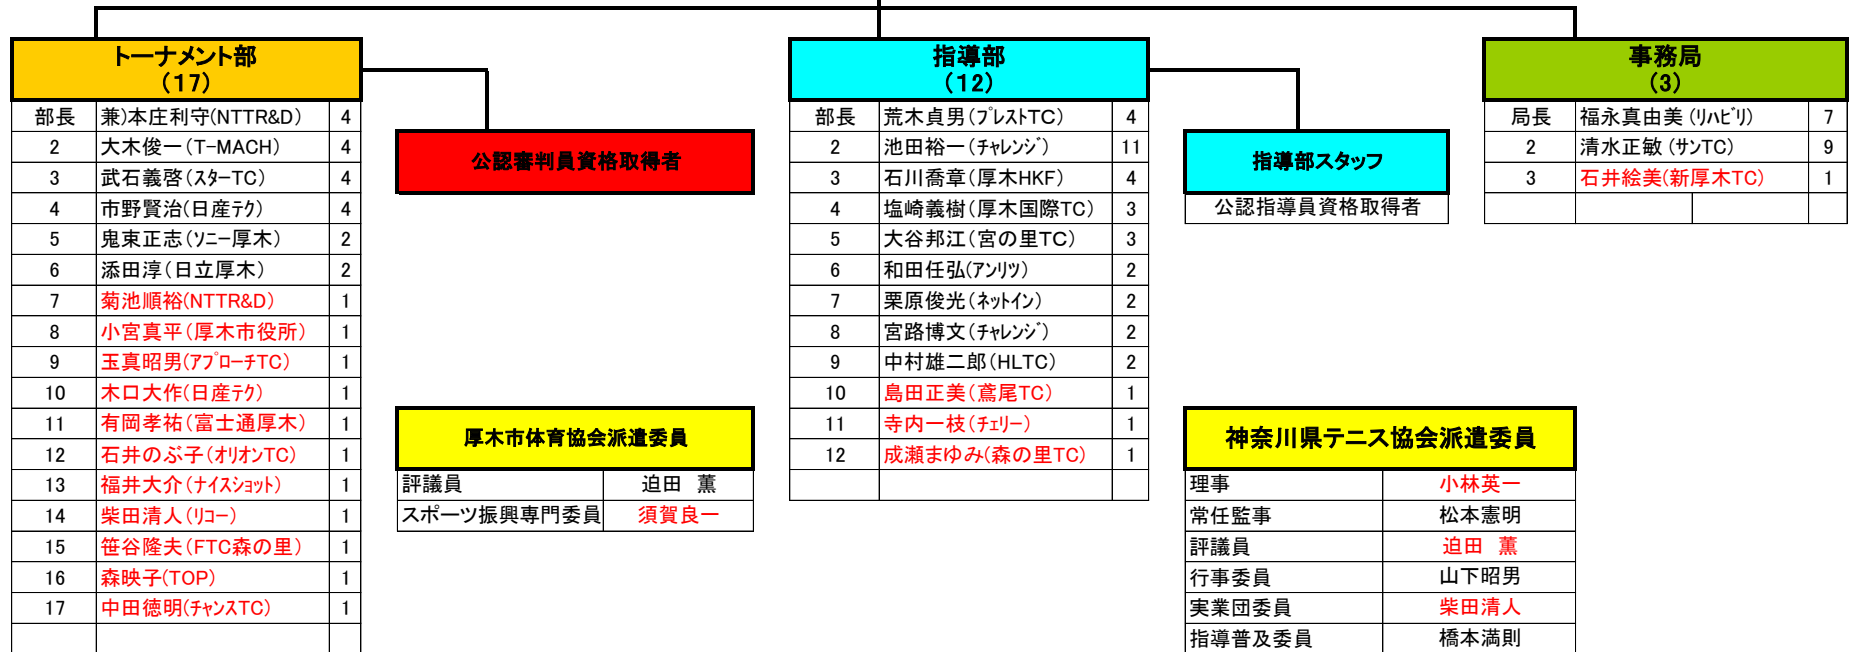 トーナメント部
（17）
部長 兼)本庄利守(NTTR&D） 4
2 大木俊一（T-MACH） 4
3 武石義啓（ｽﾀｰTC） 4
4 市野賢治(日産ﾃｸ) 4
5 鬼束正志(ｿﾆｰ厚木） 2
6 添田淳（日立厚木） 2
7 菊池順裕(NTTR&D） 1
8 小宮真平（厚木市役所） 1
9 玉真昭男(ｱﾌﾟﾛｰﾁTC） 1
10 木口大作(日産ﾃｸ) 1
11 有岡孝祐（富士通厚木） 1
12 石井のぶ子（ｵﾘｵﾝTC） 1
13 福井大介（ﾅｲｽｼｮｯﾄ） 1
14 柴田清人（ﾘｺｰ） 1
15 笹谷隆夫（FTC森の里） 1
16 森映子(TOP） 1
17 中田徳明(ﾁｬﾝｽTC） 1
公認審判員資格取得者
厚木市体育協会派遣委員
評議員 迫田　薫
スポーツ振興専門委員 須賀良一
指導部
（12）
部長 荒木貞男（ﾌﾟﾚｽﾄTC） 4
2 池田裕一（ﾁｬﾚﾝｼﾞ） 11
3 石川喬章（厚木HKF） 4
4 塩崎義樹（厚木国際TC） 3
5 大谷邦江（宮の里TC） 3
6 和田任弘(ｱﾝﾘﾂ) 2
7 栗原俊光（ﾈｯﾄｲﾝ） 2
8 宮路博文（ﾁｬﾚﾝｼﾞ） 2
9 中村雄二郎（HLTC） 2
10 島田正美（鳶尾TC） 1
11 寺内一枝（ﾁｪﾘｰ） 1
12 成瀬まゆみ(森の里TC） 1
指導部スタッフ
公認指導員資格取得者
神奈川県テニス協会派遣委員
理事 小林英一
常任監事 松本憲明
評議員 迫田　薫
行事委員 山下昭男
実業団委員 柴田清人
指導普及委員 橋本満則
事務局
（3）
局長 福永真由美（ﾘﾊﾋﾞﾘ） 7
2 清水正敏（サンTC） 9
3 石井絵美(新厚木TC） 1